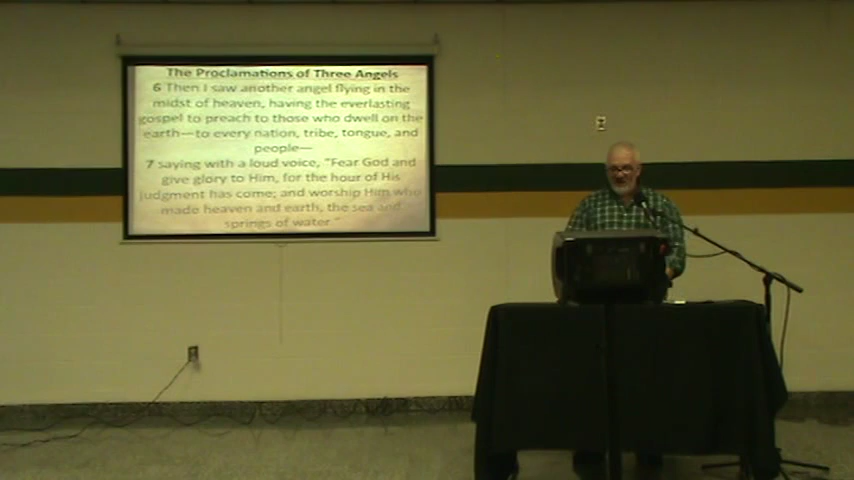 The Proclamations of Three Angels
6 Then I saw another angel flying in the
midst of heaven, having the everlasting
gospel to preach to those who dwell on the
earth—to every nation, tribe, tongue, and
people—
7 saying with a loud voice, "Fear God and
give glory to Him, for the hour of His
judgment has come; and worship Him who
made heaven and earth, the sea and
springs of water."